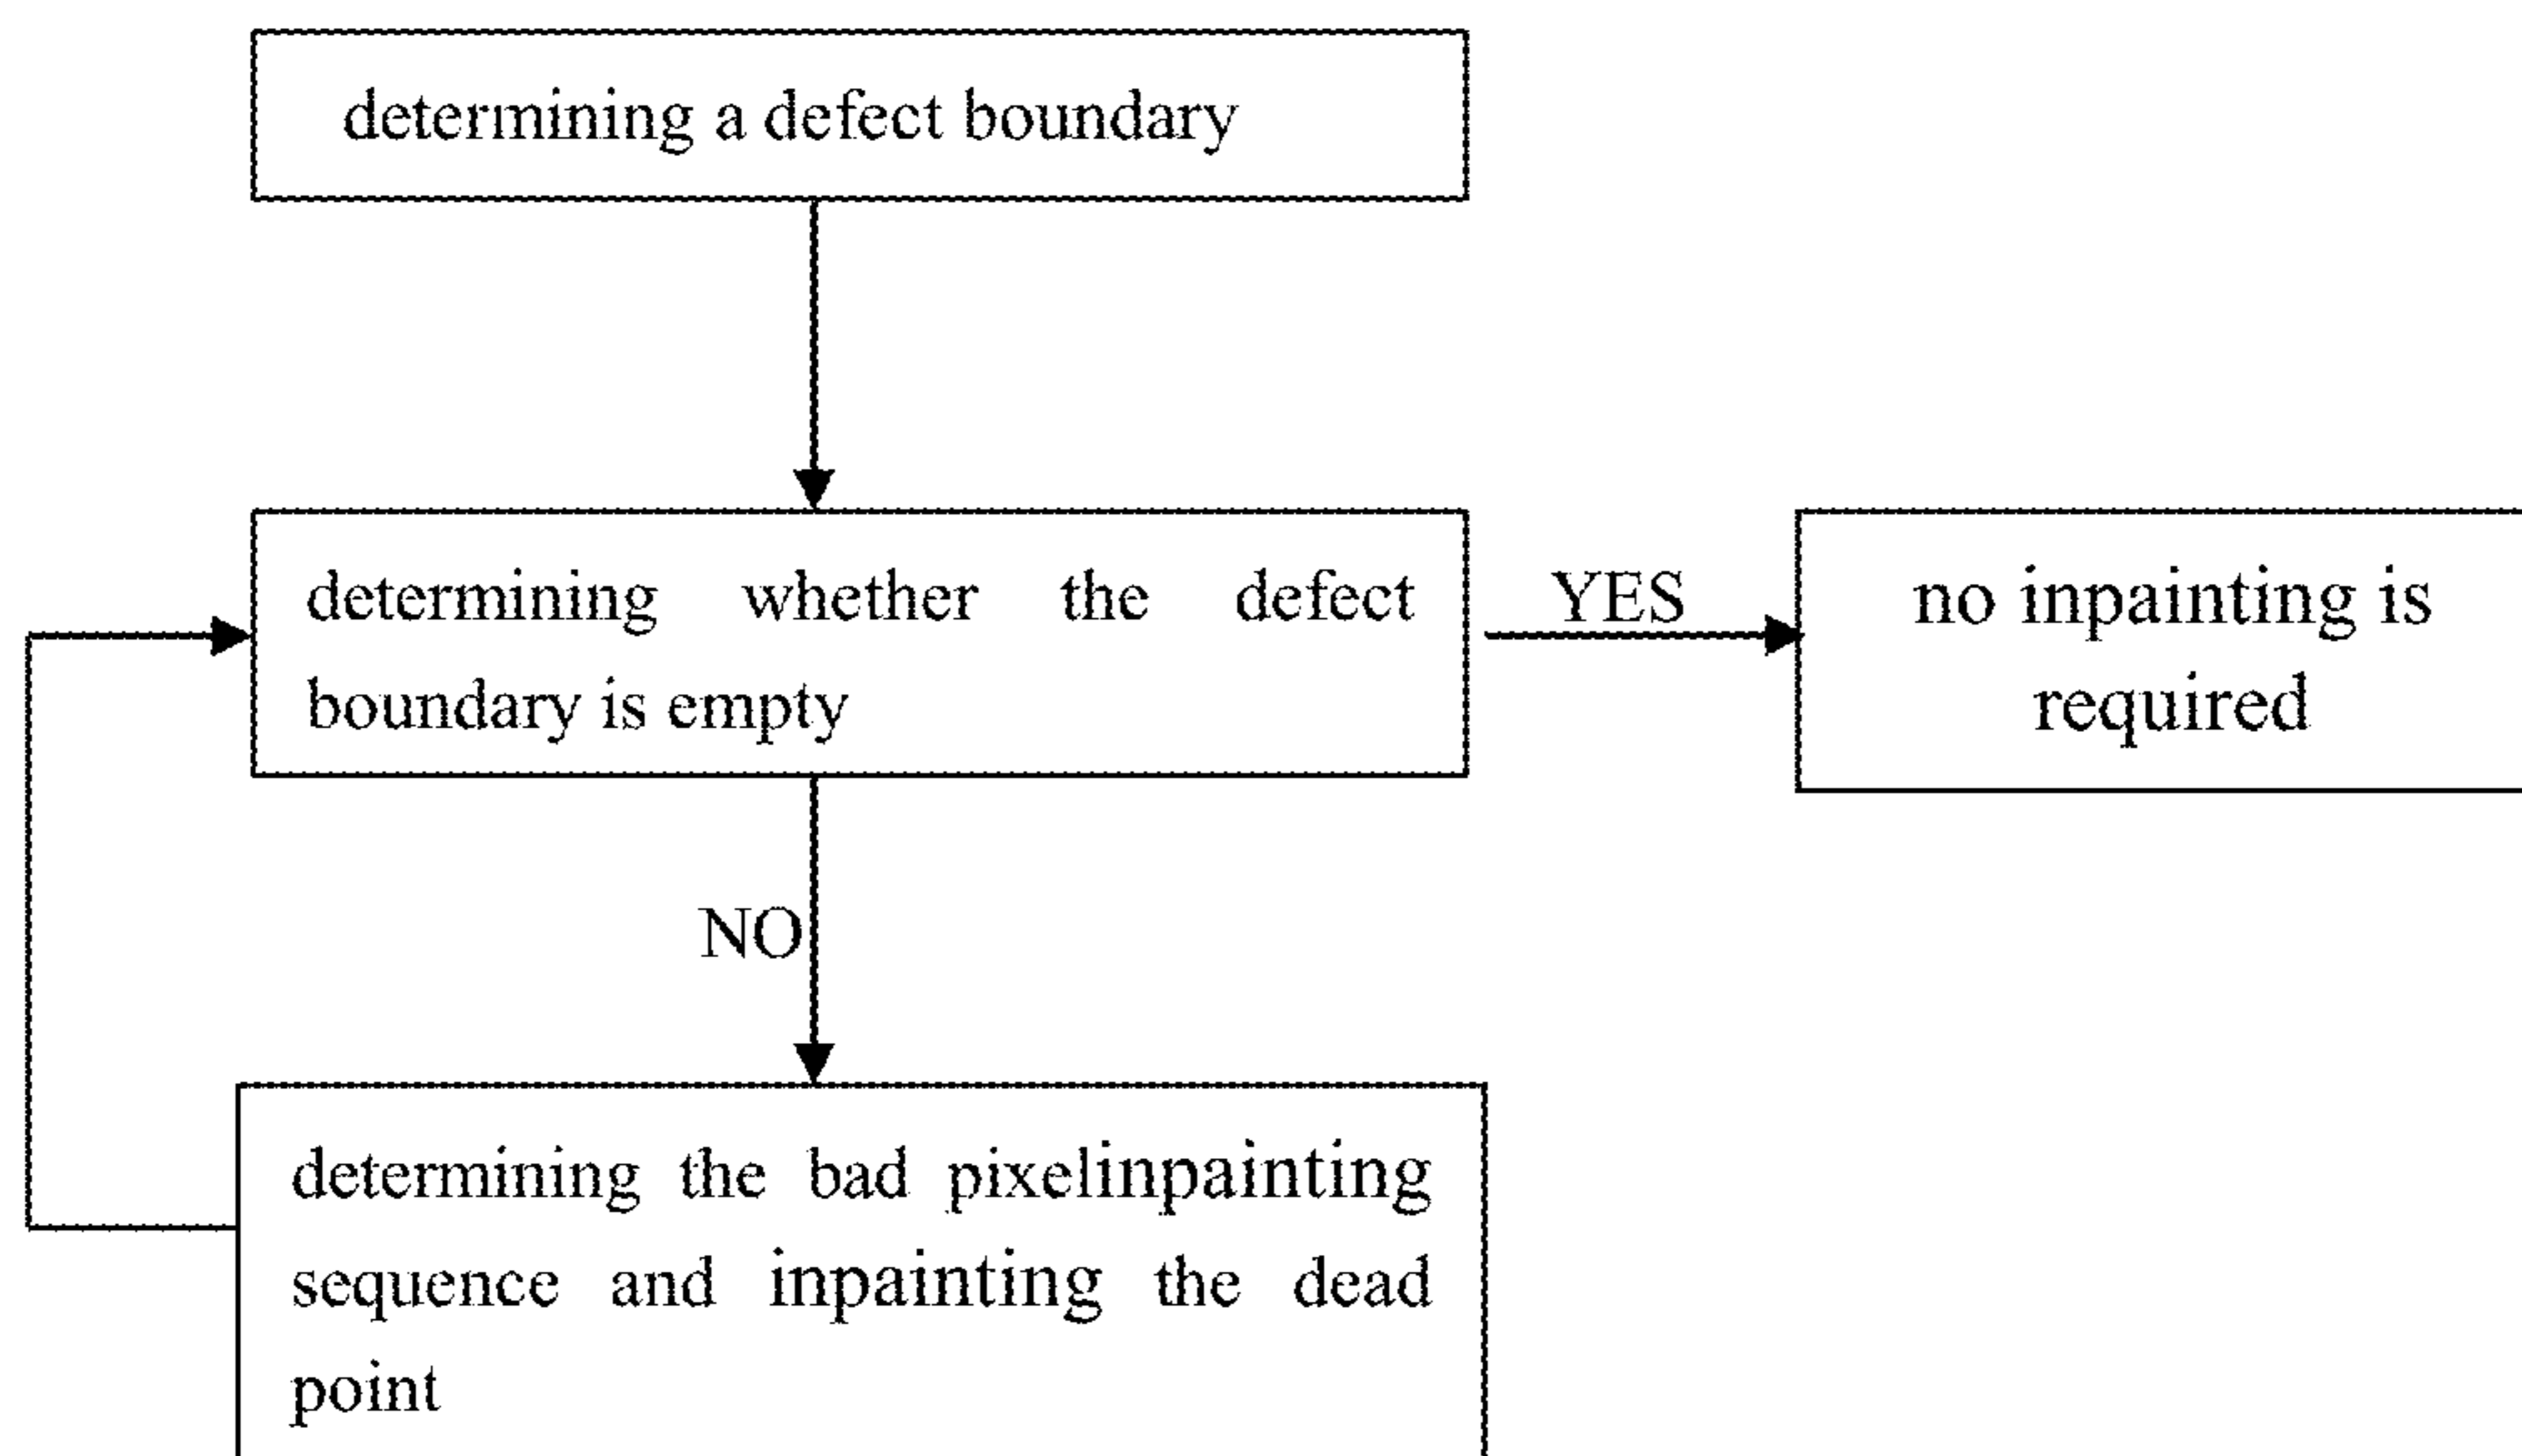 determining a defect boundary
determining whether the defect
boundary is empty
YES
no inpainting is
required
NO
determining the bad pixelinpainting
sequence and inpainting the dead
point